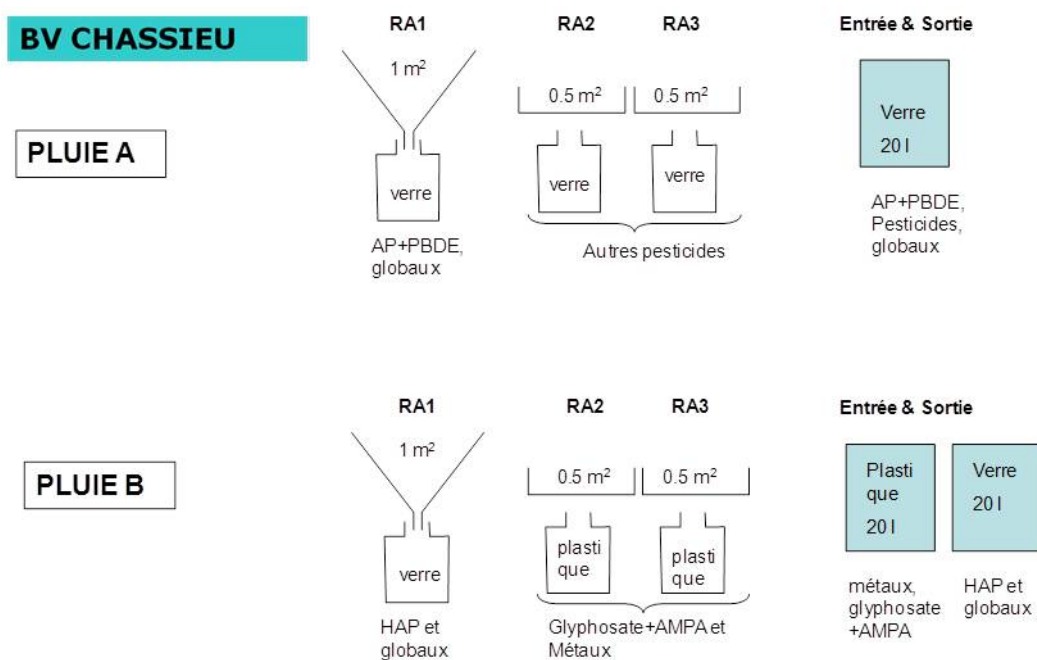 BV CHASSIEU
RA1
RA2
RA3
Entrée & Sortie
1 m²
0.5 m²
0.5 m²
PLUIE A
verre
verre
verre
Verre
20 l
AP+PBDE,
globaux
Autres pesticides
AP+PBDE,
Pesticides,
globaux
RA1
RA2
RA3
Entrée & Sortie
1 m²
0.5 m²
0.5 m²
PLUIE B
verre
plasti
que
plasti
que
Plasti
que
20 l
Verre
20 l
HAP et
globaux
Glyphosate+AMPA et
Métaux
métaux,
glyphosate
+AMPA
HAP et
globaux